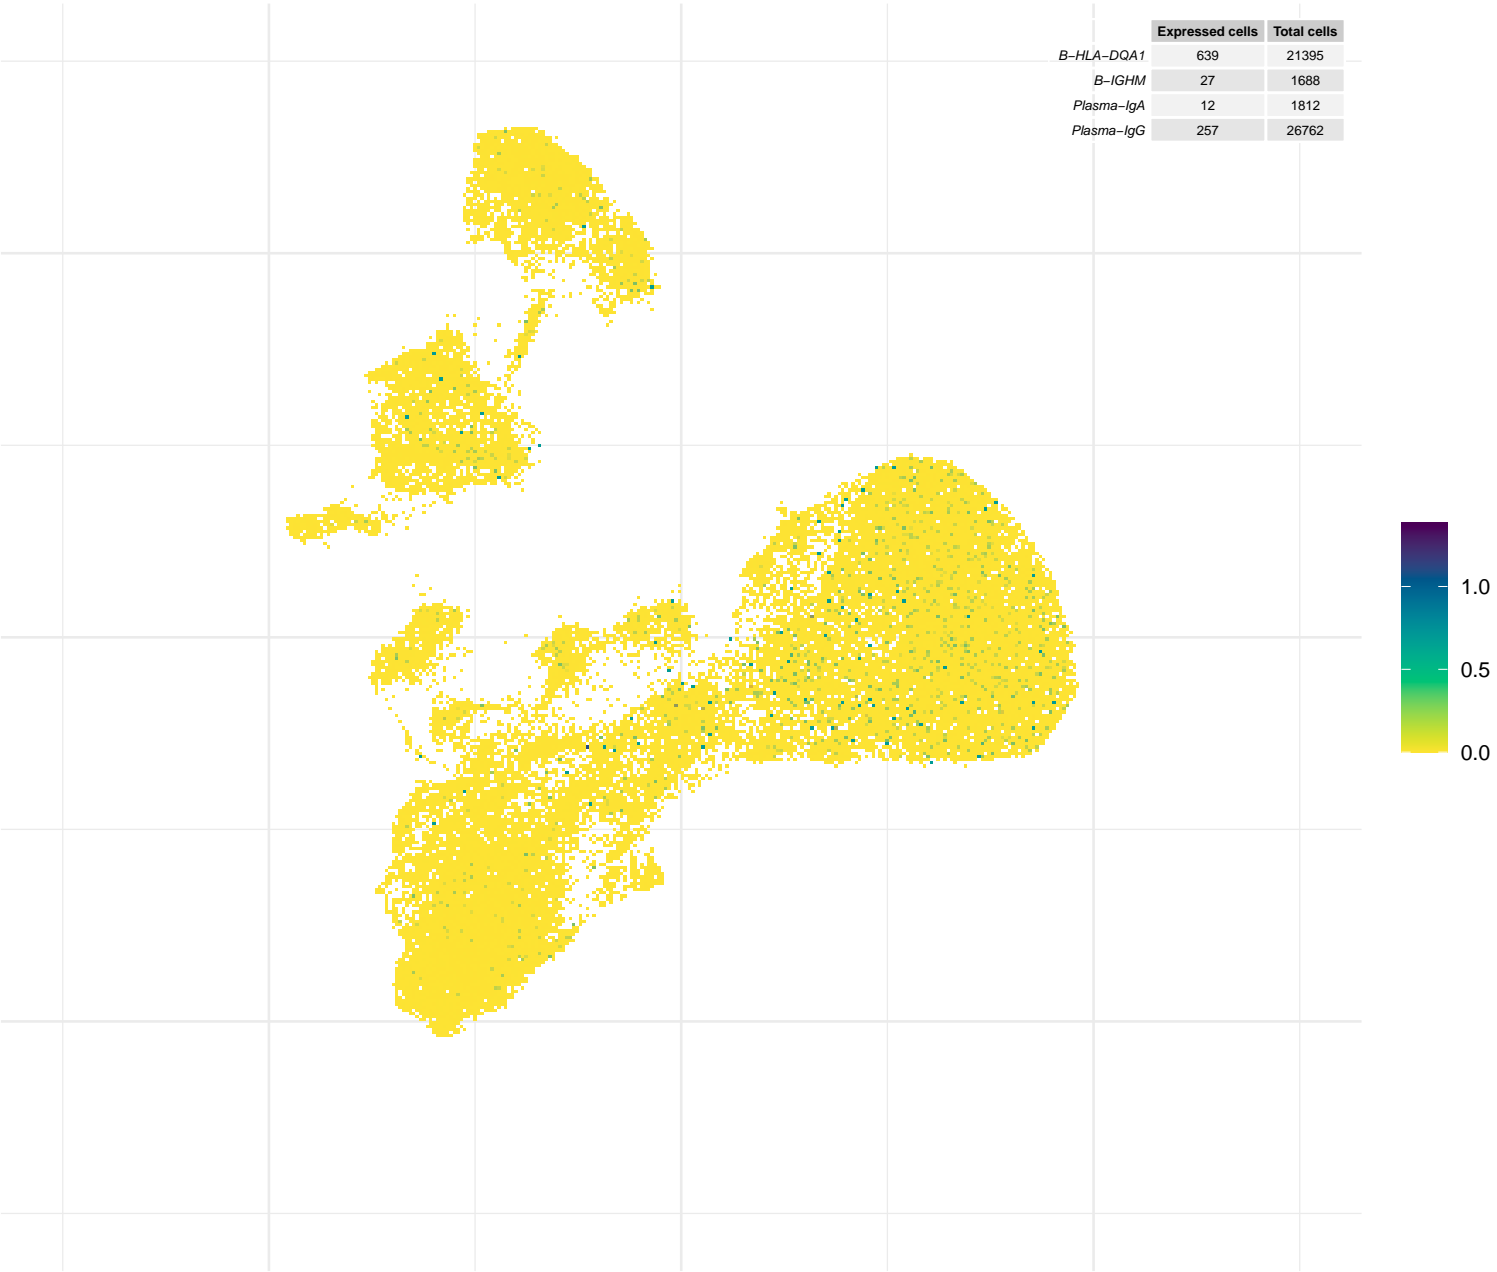 Expressed cells Total cells
B−HLA−DQA1 639 21395
B−IGHM 27 1688
Plasma−IgA 12 1812
Plasma−IgG 257 26762
1.0
0.5
0.0